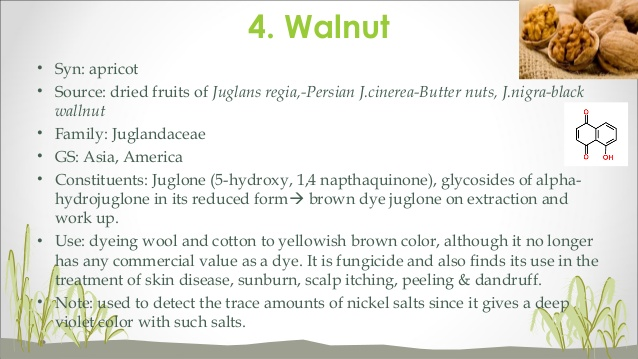 4. Walnut
• Syn: apricot
• Source: dried fruits of Juglans regia,-Persian J.cinerea-Butter nuts, J.nigra-black
wallnut
• Family: Juglandaceae
• GS: Asia, America
• Constituents: Juglone (5-hydroxy, 1,4 napthaquinone), glycosides of alpha-
hydrojuglone in its reduced form→ brown dye juglone on extraction and
work up.
• Use: dyeing wool and cotton to yellowish brown color, although it no longer
has any commercial value as a dye. It is fungicide and also finds its use in the
treatment of skin disease, sunburn, scalp itching, peeling & dandruff.
• Note: used to detect the trace amounts of nickel salts since it gives a deep
violet color with such salts.
O
O
OH